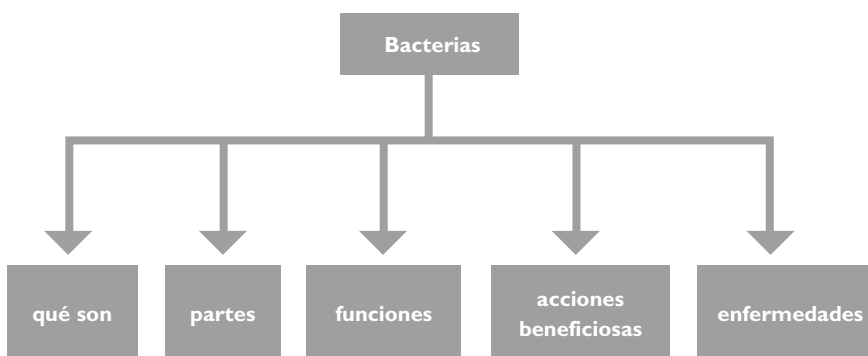 Bacterias
qué son
partes
funciones
acciones
beneficiosas
enfermedades